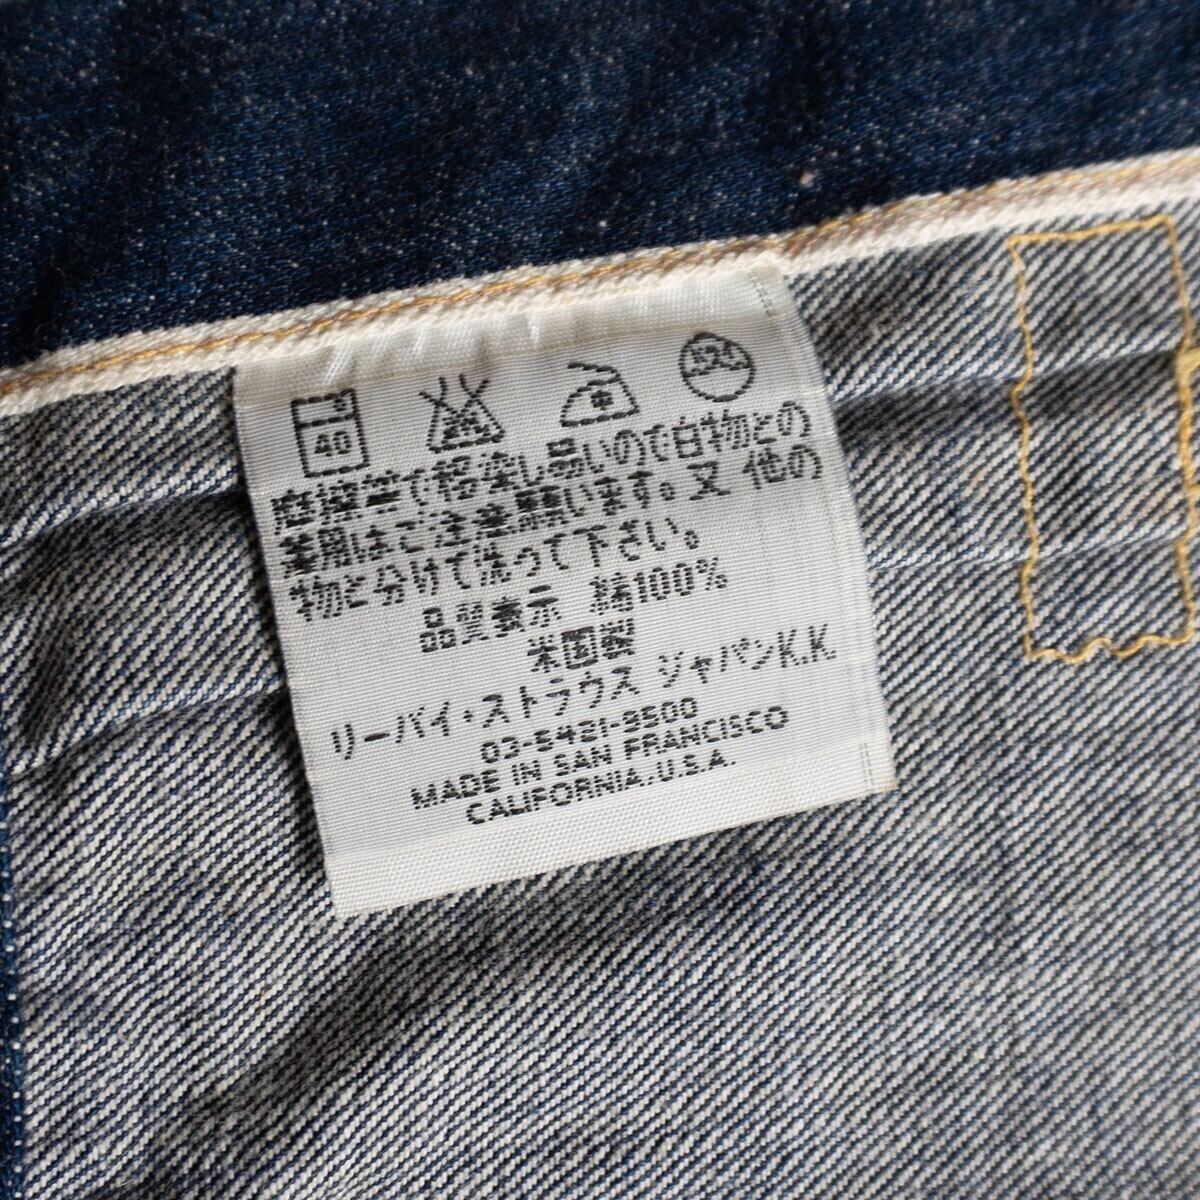 40
摩擦等で移染し易いので白物との
兼用はご注意願います。又 他の
物と分けて洗って下さい。
品質表示 綿100%
米国製
リーバイ・ストラウス ジャパンK.K.
03-5421-9500
MADE IN SAN FRANCISCO
CALIFORNIA.U.S.A.